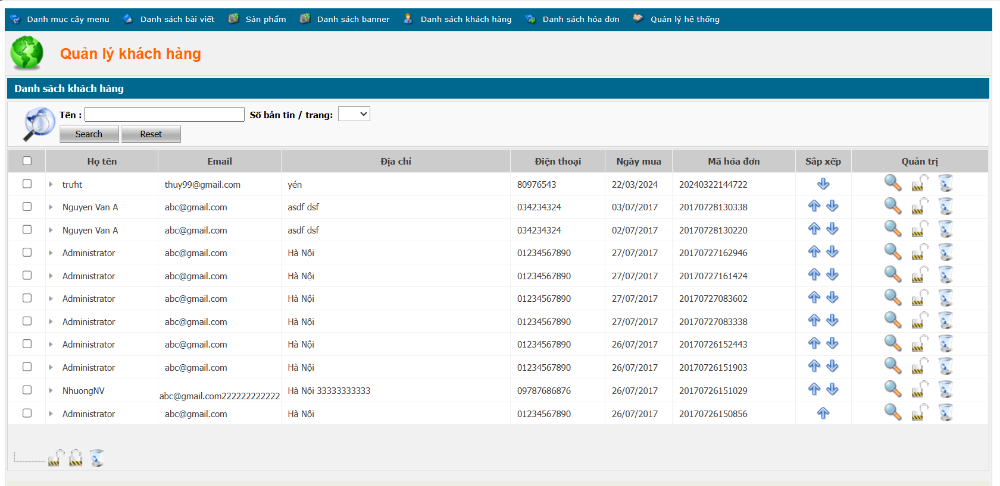 Danh mục cây menu Danh sách bài viết Sản phẩm Danh sách banner Danh sách khách hàng Danh sách hóa đơn Quản lý hệ thống
Quản lý khách hàng
Danh sách khách hàng
Tên : Số bản tin / trang:
Search Reset
Họ tên Email Địa chỉ Điện thoại Ngày mua Mã hóa đơn Sắp xếp Quản trị
trưht thuy99@gmail.com yén 80976543 22/03/2024 20240322144722
Nguyen Van A abc@gmail.com asdf dsf 034234324 03/07/2017 20170728130338
Nguyen Van A abc@gmail.com asdf dsf 034234324 02/07/2017 20170728130220
Administrator abc@gmail.com Hà Nội 01234567890 27/07/2017 20170727162946
Administrator abc@gmail.com Hà Nội 01234567890 27/07/2017 20170727161424
Administrator abc@gmail.com Hà Nội 01234567890 27/07/2017 20170727083602
Administrator abc@gmail.com Hà Nội 01234567890 27/07/2017 20170727083338
Administrator abc@gmail.com Hà Nội 01234567890 26/07/2017 20170726152443
Administrator abc@gmail.com Hà Nội 01234567890 26/07/2017 20170726151903
NhuongNV abc@gmail.com222222222222 Hà Nội 33333333333 09787686876 26/07/2017 20170726151029
Administrator abc@gmail.com Hà Nội 01234567890 26/07/2017 20170726150856